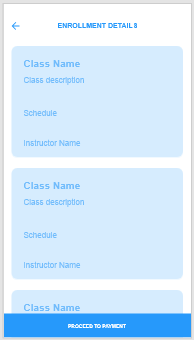 ENROLLMENT DETAILS
Class Name
Class description
Schedule
Instructor Name
Class Name
Class description
Schedule
Instructor Name
Class Name
PROCEED TO PAYMENT